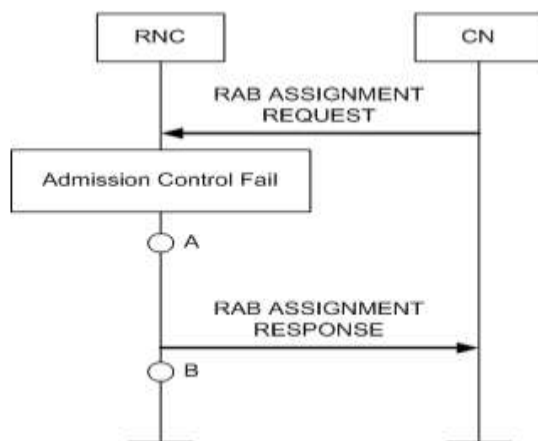 RNC
CN
RAB ASSIGNMENT
REQUEST
Admission Control Fail
A
RAB ASSIGNMENT
RESPONSE
B